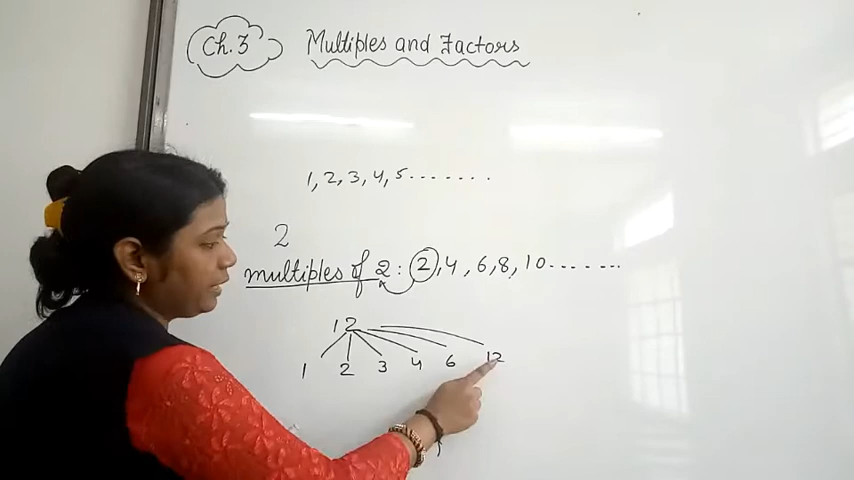 Ch. 3 Multiples and Factors
1, 2, 3, 4, 5.......
2
multiples of 2 : 2, 4, 6, 8, 10.......
12
1 2 3 4 6 12